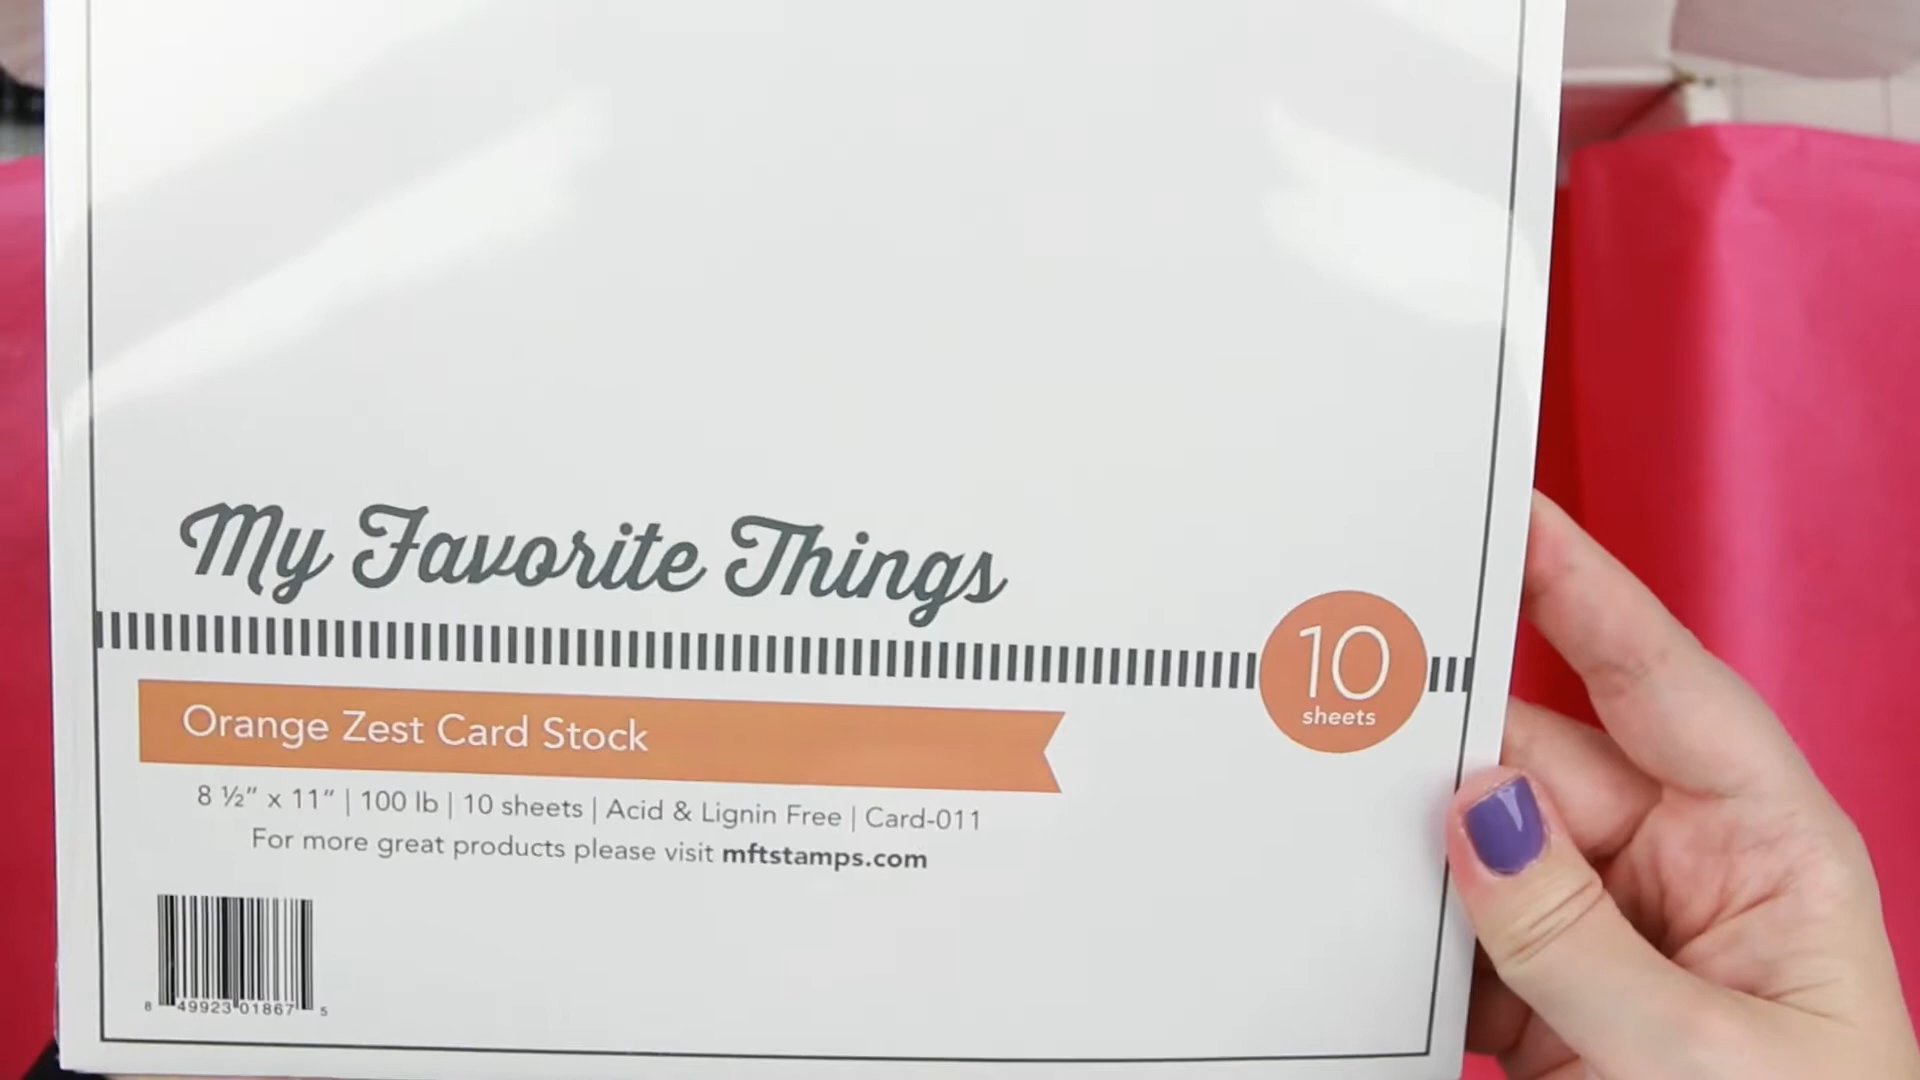 My Favorite Things
10
sheets
Orange Zest Card Stock
8 ½" x 11" | 100 lb | 10 sheets | Acid & Lignin Free | Card-011
For more great products please visit mftstamps.com
8 49923 01867 5